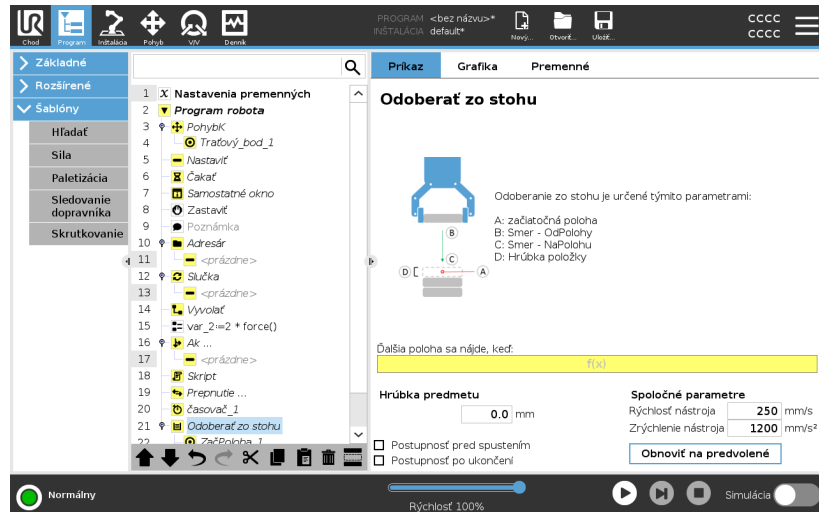 PROGRAM <bez názvu>*
INŠTALÁCIA default*
Chod
Program
Inštalácia
Pohyb
V/V
Denník
Nový...
Otvoriť...
Uložiť...
CCCC
CCCC
Základné
Rozšírené
Šablóny
Hľadať
Sila
Paletizácia
Sledovanie
dopravníka
Skrutkovanie
1 X Nastavenia premenných
2 Program robota
3 PohybK
4 Traťový_bod_1
5 Nastaviť
6 Čakať
7 Samostatné okno
8 Zastaviť
9 Poznámka
10 Adresár
11 <prázdne>
12 Slučka
13 <prázdne>
14 Vyvolať
15 var_2≔2 * force()
16 Ak ...
17 <prázdne>
18 Skript
19 Prepnutie ...
20 časovač_1
21 Odoberať zo stohu
22 ZačPoloha_1
Príkaz
Grafika
Premenné
Odoberať zo stohu
Odoberanie zo stohu je určené týmito parametrami:
A: začiatočná poloha
B: Smer - OdPolohy
C: Smer - NaPolohu
D: Hrúbka položky
B
C
D
A
Ďalšia poloha sa nájde, keď:
f(x)
Hrúbka predmetu
0.0 mm
Postupnosť pred spustením
Postupnosť po ukončení
Spoločné parametre
Rýchlosť nástroja 250 mm/s
Zrýchlenie nástroja 1200 mm/s²
Obnoviť na predvolené
Normálny
Rýchlosť 100%
Simulácia